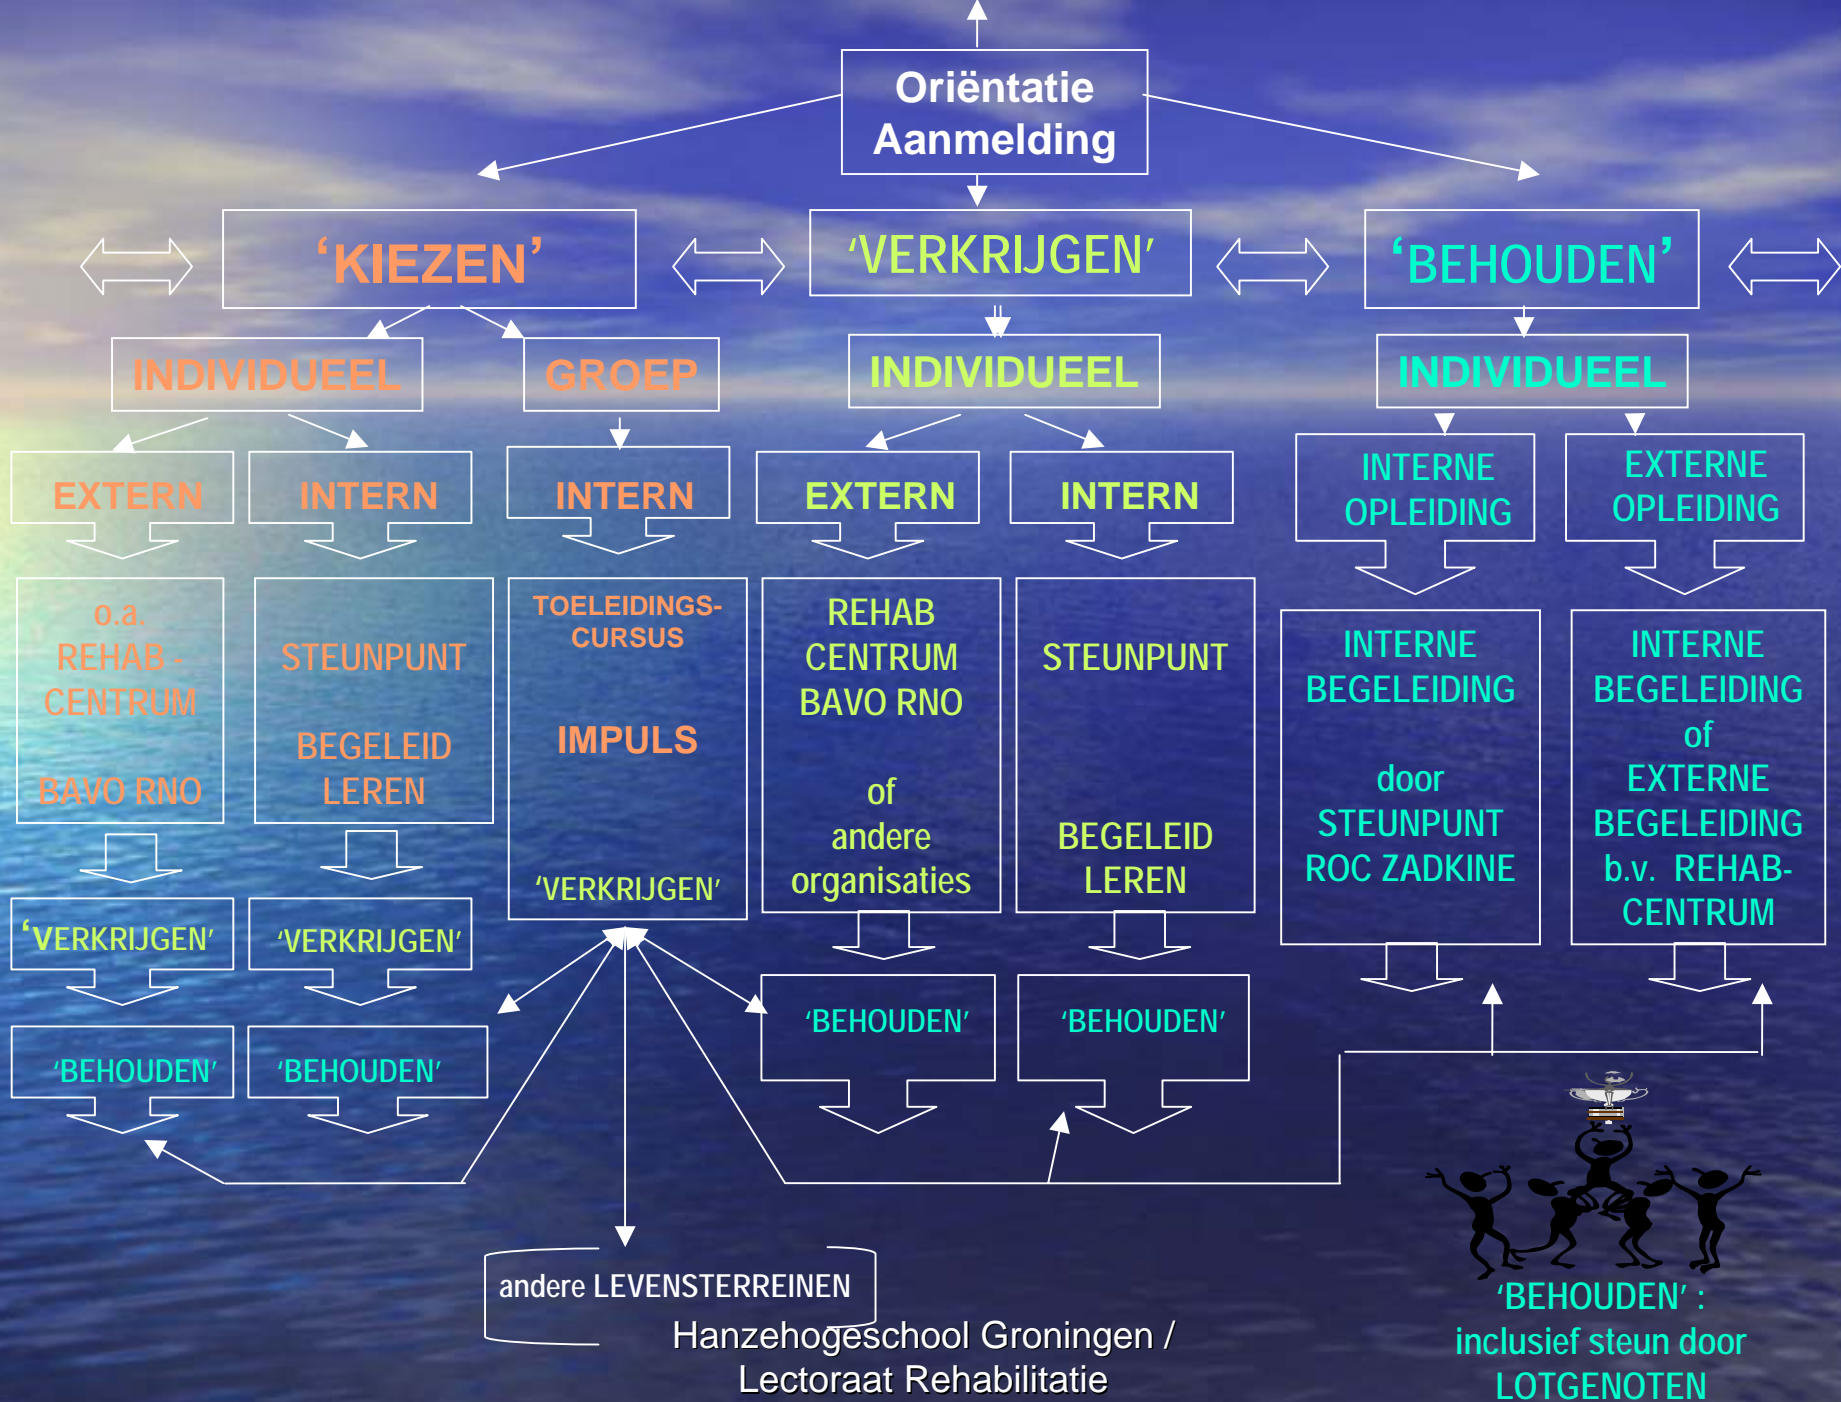 Oriëntatie
Aanmelding
‘KIEZEN’
‘VERKRIJGEN’
‘BEHOUDEN’
INDIVIDUEEL
GROEP
INDIVIDUEEL
INDIVIDUEEL
EXTERN
INTERN
INTERN
EXTERN
INTERN
INTERNE
OPLEIDING
EXTERNE
OPLEIDING
o.a.
REHAB -
CENTRUM
BAVO RNO
STEUNPUNT
BEGELEID
LEREN
TOELEIDINGS-
CURSUS
IMPULS
‘VERKRIJGEN’
REHAB
CENTRUM
BAVO RNO
of
andere
organisaties
STEUNPUNT
BEGELEID
LEREN
INTERNE
BEGELEIDING
door
STEUNPUNT
ROC ZADKINE
INTERNE
BEGELEIDING
of
EXTERNE
BEGELEIDING
b.v. REHAB-
CENTRUM
‘VERKRIJGEN’
‘VERKRIJGEN’
‘BEHOUDEN’
‘BEHOUDEN’
‘BEHOUDEN’
‘BEHOUDEN’
andere LEVENSTERREINEN
Hanzehogeschool Groningen /
Lectoraat Rehabilitatie
‘BEHOUDEN’ :
inclusief steun door
LOTGENOTEN